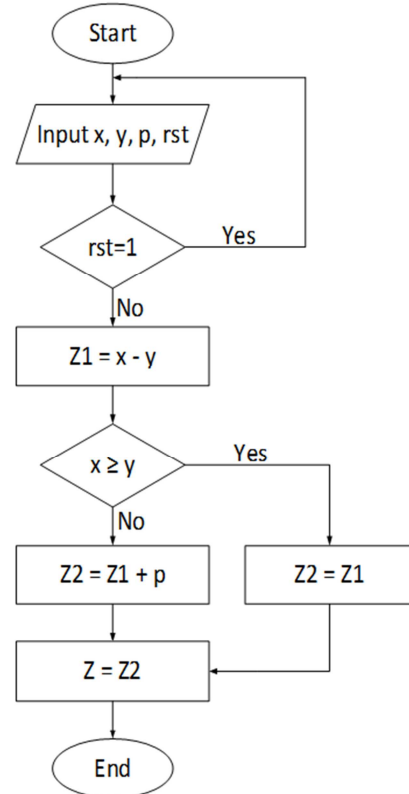 Start
Input x, y, p, rst
rst=1
Yes
No
Z1 = x - y
x ≥ y
Yes
No
Z2 = Z1 + p
Z2 = Z1
Z = Z2
End